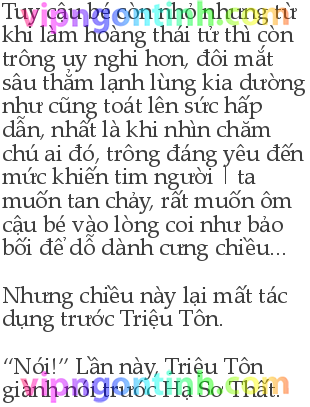 Tuy cậu bé còn nhỏ nhưng từ
khi làm hoàng thái tử thì còn
trông uy nghi hơn, đôi mắt
sâu thẳm lạnh lùng kia dường
như cũng toát lên sức hấp
dẫn, nhất là khi nhìn chăm
chú ai đó, trông đáng yêu đến
mức khiến tim người | ta
muốn tan chảy, rất muốn ôm
cậu bé vào lòng coi như bảo
bối để dỗ dành cưng chiều...
Nhưng chiều này lại mất tác
dụng trước Triệu Tôn.
“Nói!” Lần này, Triệu Tôn
giành nói trước Hạ Sơ Thất.
vipngontinh.com
vipngontinh.com